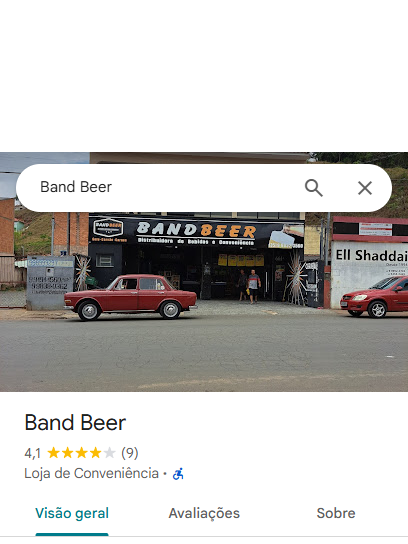 Band Beer
BAND BEER
BANDBEER
Distribuidora de Bebidas e Conveniência
Ell Shaddai
Band Beer
4,1 (9)
Loja de Conveniência ·
Visão geral
Avaliações
Sobre